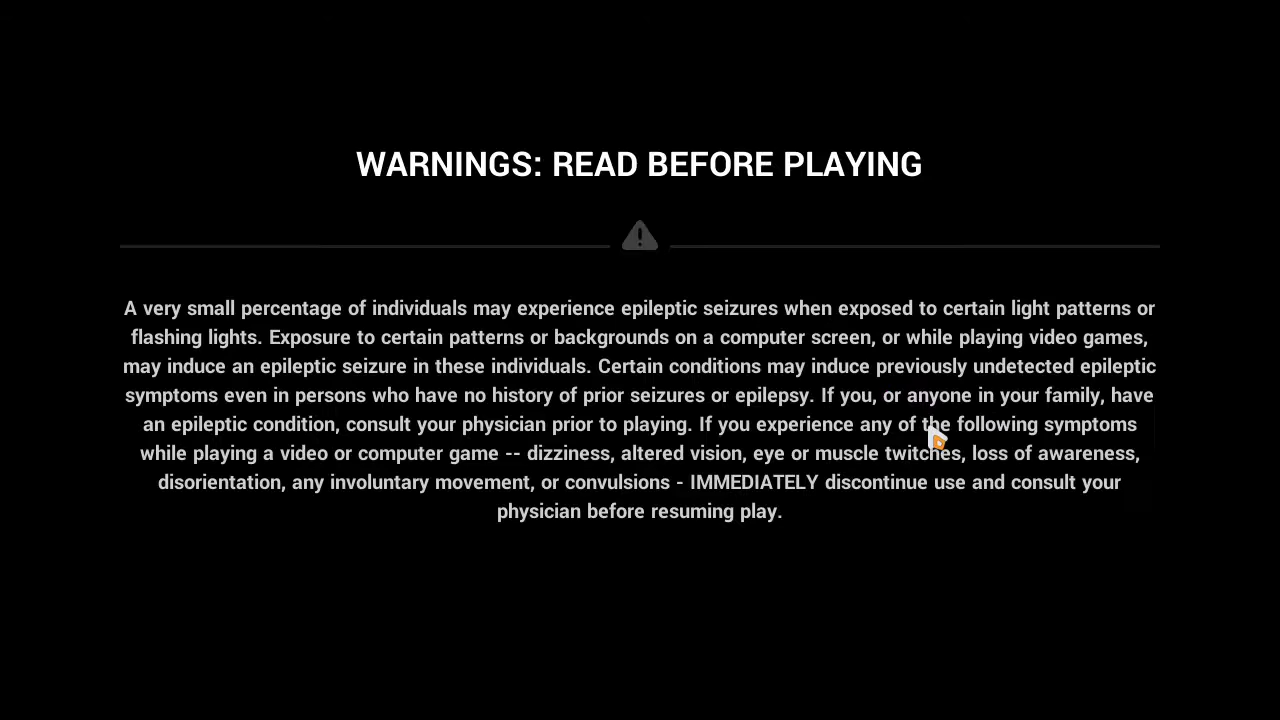 WARNINGS: READ BEFORE PLAYING
A very small percentage of individuals may experience epileptic seizures when exposed to certain light patterns or
flashing lights. Exposure to certain patterns or backgrounds on a computer screen, or while playing video games,
may induce an epileptic seizure in these individuals. Certain conditions may induce previously undetected epileptic
symptoms even in persons who have no history of prior seizures or epilepsy. If you, or anyone in your family, have
an epileptic condition, consult your physician prior to playing. If you experience any of the following symptoms
while playing a video or computer game -- dizziness, altered vision, eye or muscle twitches, loss of awareness,
disorientation, any involuntary movement, or convulsions - IMMEDIATELY discontinue use and consult your
physician before resuming play.